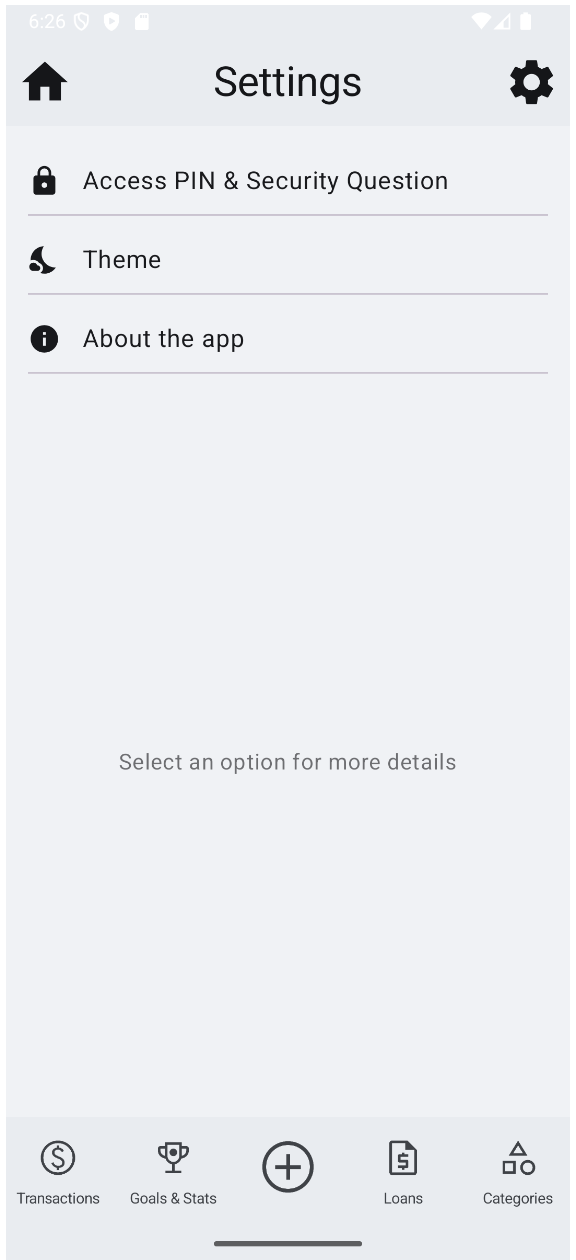 6:26
Settings
Access PIN & Security Question
Theme
About the app
Select an option for more details
Transactions
Goals & Stats
Loans
Categories